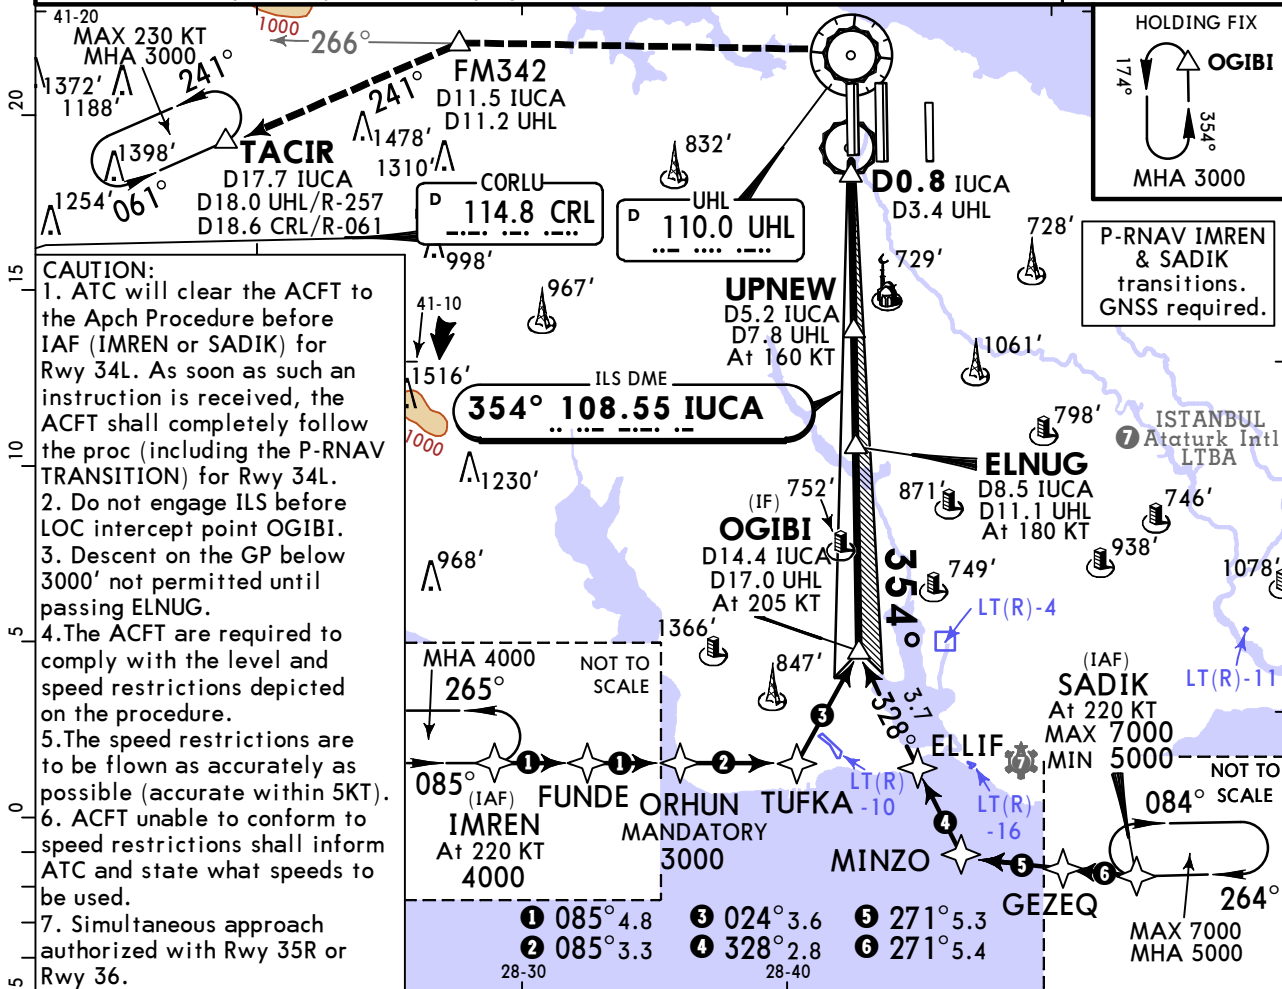 41-20
MAX 230 KT
MHA 3000
1000
266°
241°
1372'
1188'
241°
FM342
D11.5 IUCA
D11.2 UHL
1478'
1310'
1398'
061°
1254'
TACIR
D17.7 IUCA
D18.0 UHL/R-257
D18.6 CRL/R-061
CORLU
D 114.8 CRL
832'
UHL
D 110.0 UHL
D0.8 IUCA
D3.4 UHL
HOLDING FIX
OGIBI
174°
354°
MHA 3000
P-RNAV IMREN
& SADIK
transitions.
GNSS required.
20
15
10
5
0
5
CAUTION:
1. ATC will clear the ACFT to
the Apch Procedure before
IAF (IMREN or SADIK) for
Rwy 34L. As soon as such an
instruction is received, the
ACFT shall completely follow
the proc (including the P-RNAV
TRANSITION) for Rwy 34L.
2. Do not engage ILS before
LOC intercept point OGIBI.
3. Descent on the GP below
3000' not permitted until
passing ELNUG.
4.The ACFT are required to
comply with the level and
speed restrictions depicted
on the procedure.
5.The speed restrictions are
to be flown as accurately as
possible (accurate within 5KT).
6. ACFT unable to conform to
speed restrictions shall inform
ATC and state what speeds to
be used.
7. Simultaneous approach
authorized with Rwy 35R or
Rwy 36.
998'
967'
41-10
1516'
1000
1230'
968'
729'
728'
UPNEW
D5.2 IUCA
D7.8 UHL
At 160 KT
1061'
ILS DME
354° 108.55 IUCA
798'
7 ISTANBUL
Ataturk Intl
LTBA
ELNUG
D8.5 IUCA
D11.1 UHL
At 180 KT
752'
871'
746'
938'
1078'
749'
(IF)
OGIBI
D14.4 IUCA
D17.0 UHL
At 205 KT
354°
LT(R)-4
LT(R)-11
1366'
847'
MHA 4000
265°
NOT TO
SCALE
085°
(IAF)
IMREN
At 220 KT
4000
1
FUNDE
1
ORHUN
MANDATORY
3000
2
TUFKA
3
LT(R)
-10
328°
3.7
ELLIF
7
LT(R)
-16
4
MINZO
5
GEZEQ
6
(IAF)
SADIK
At 220 KT
MAX 7000
MIN 5000
NOT TO
SCALE
084°
264°
MAX 7000
MHA 5000
1 085° 4.8
2 085° 3.3
3 024° 3.6
4 328° 2.8
5 271° 5.3
6 271° 5.4
28-30
28-40